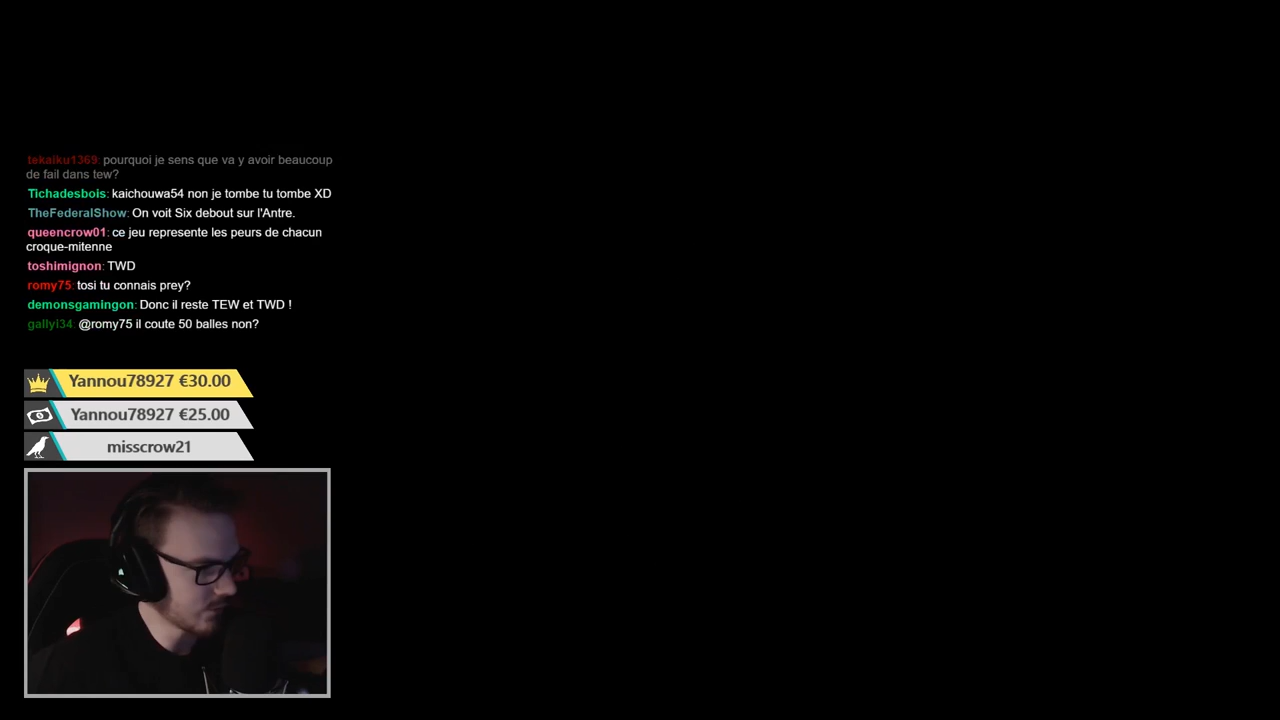 tekaiku1369: pourquoi je sens que va y avoir beaucoup
de fail dans tew?
Tichadesbois: kaichouwa54 non je tombe tu tombe XD
TheFederalShow: On voit Six debout sur l'Antre.
queencrow01: ce jeu represente les peurs de chacun
croque-mitenne
toshimignon: TWD
romy75: tosi tu connais prey?
demonsgamingon: Donc il reste TEW et TWD !
gallyi34: @romy75 il coute 50 balles non?
Yannou78927 €30.00
Yannou78927 €25.00
misscrow21